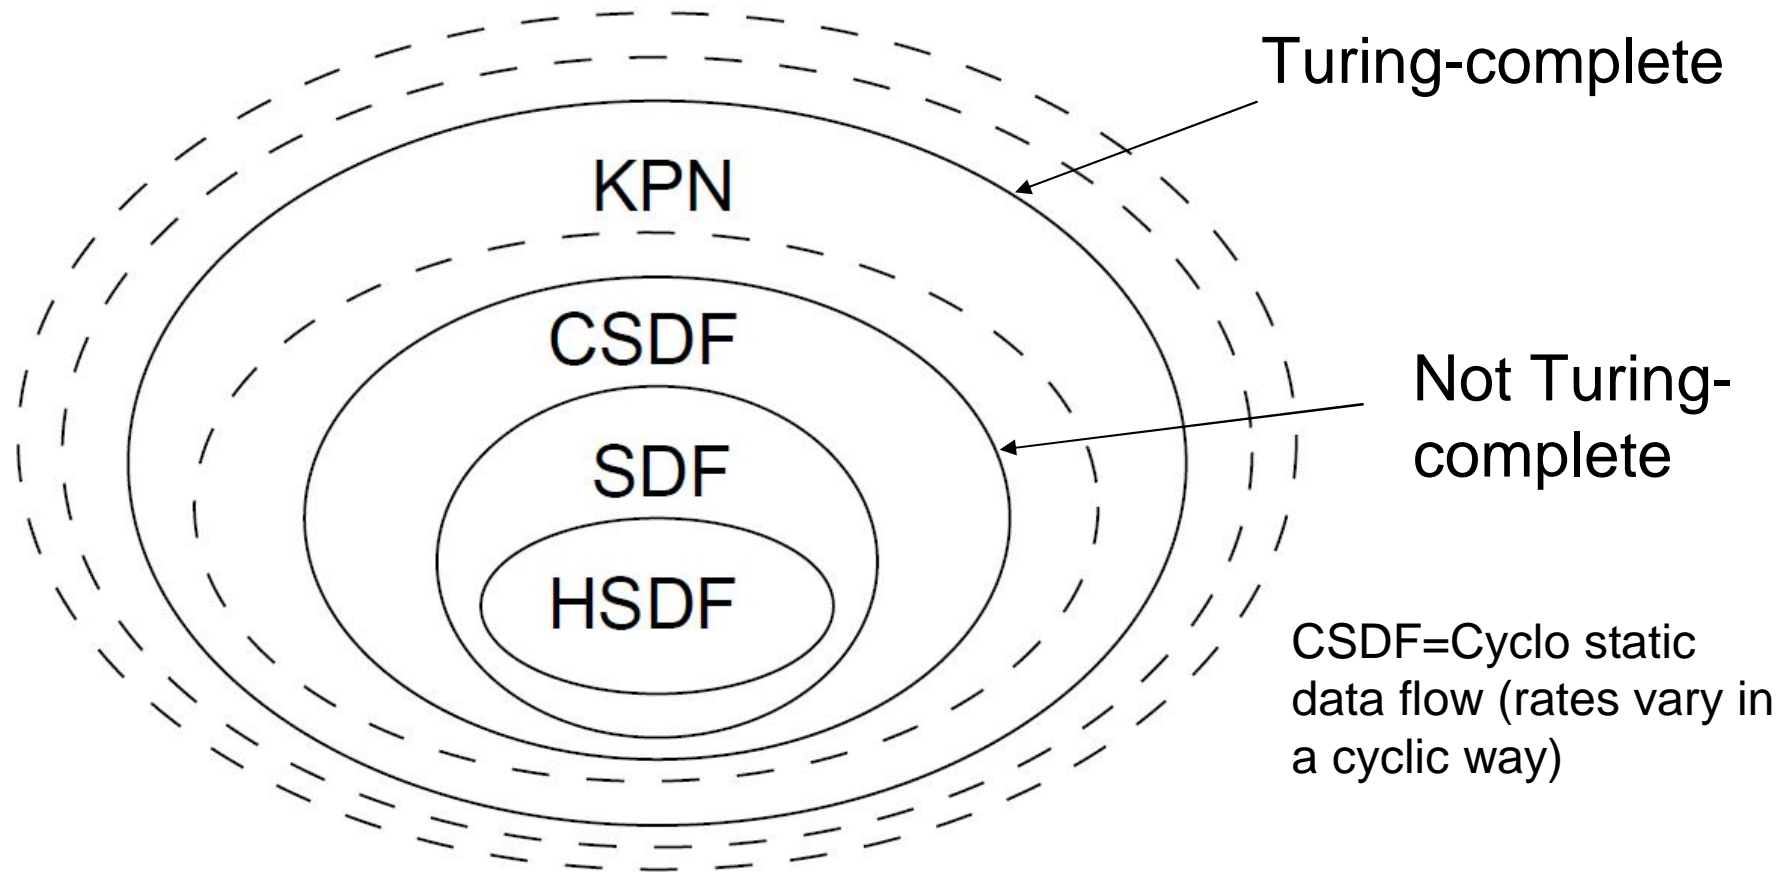 Turing-complete
KPN
CSDF
Not Turing-
complete
SDF
HSDF
CSDF=Cyclo static
data flow (rates vary in
a cyclic way)